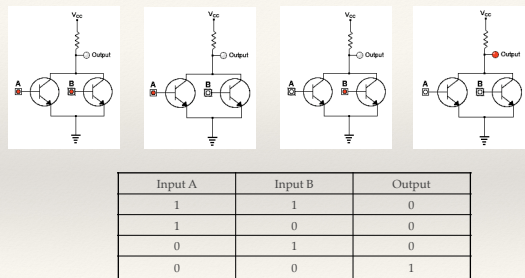 Vcc Vcc Vcc Vcc
Output Output Output Output
A B A B A B A B
Input A Input B Output
1 1 0
1 0 0
0 1 0
0 0 1